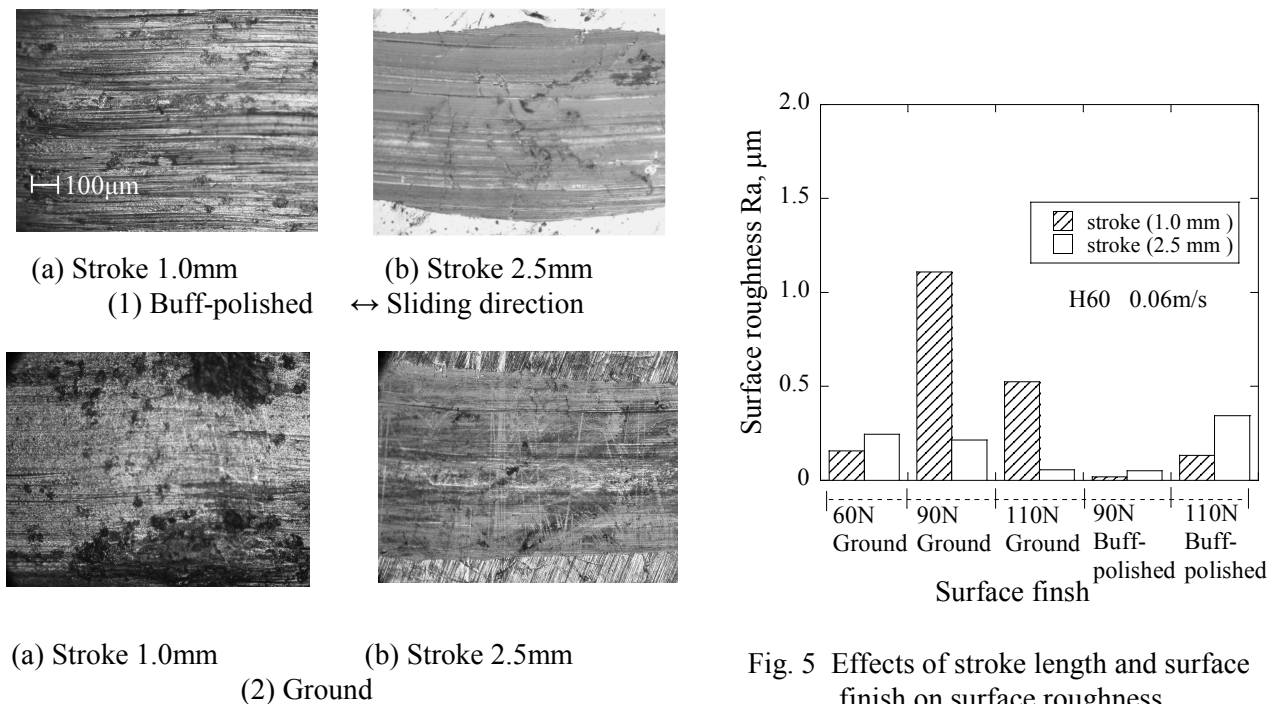 100µm
(a) Stroke 1.0mm
(b) Stroke 2.5mm
(1) Buff-polished ↔ Sliding direction
(a) Stroke 1.0mm
(b) Stroke 2.5mm
(2) Ground
2.0
1.5
1.0
0.5
0
Surface roughness Ra, µm
stroke (1.0 mm )
stroke (2.5 mm )
H60 0.06m/s
60N
Ground
90N
Ground
110N
Ground
90N
Buff-
polished
110N
Buff-
polished
Surface finsh
Fig. 5 Effects of stroke length and surface
finish on surface roughness